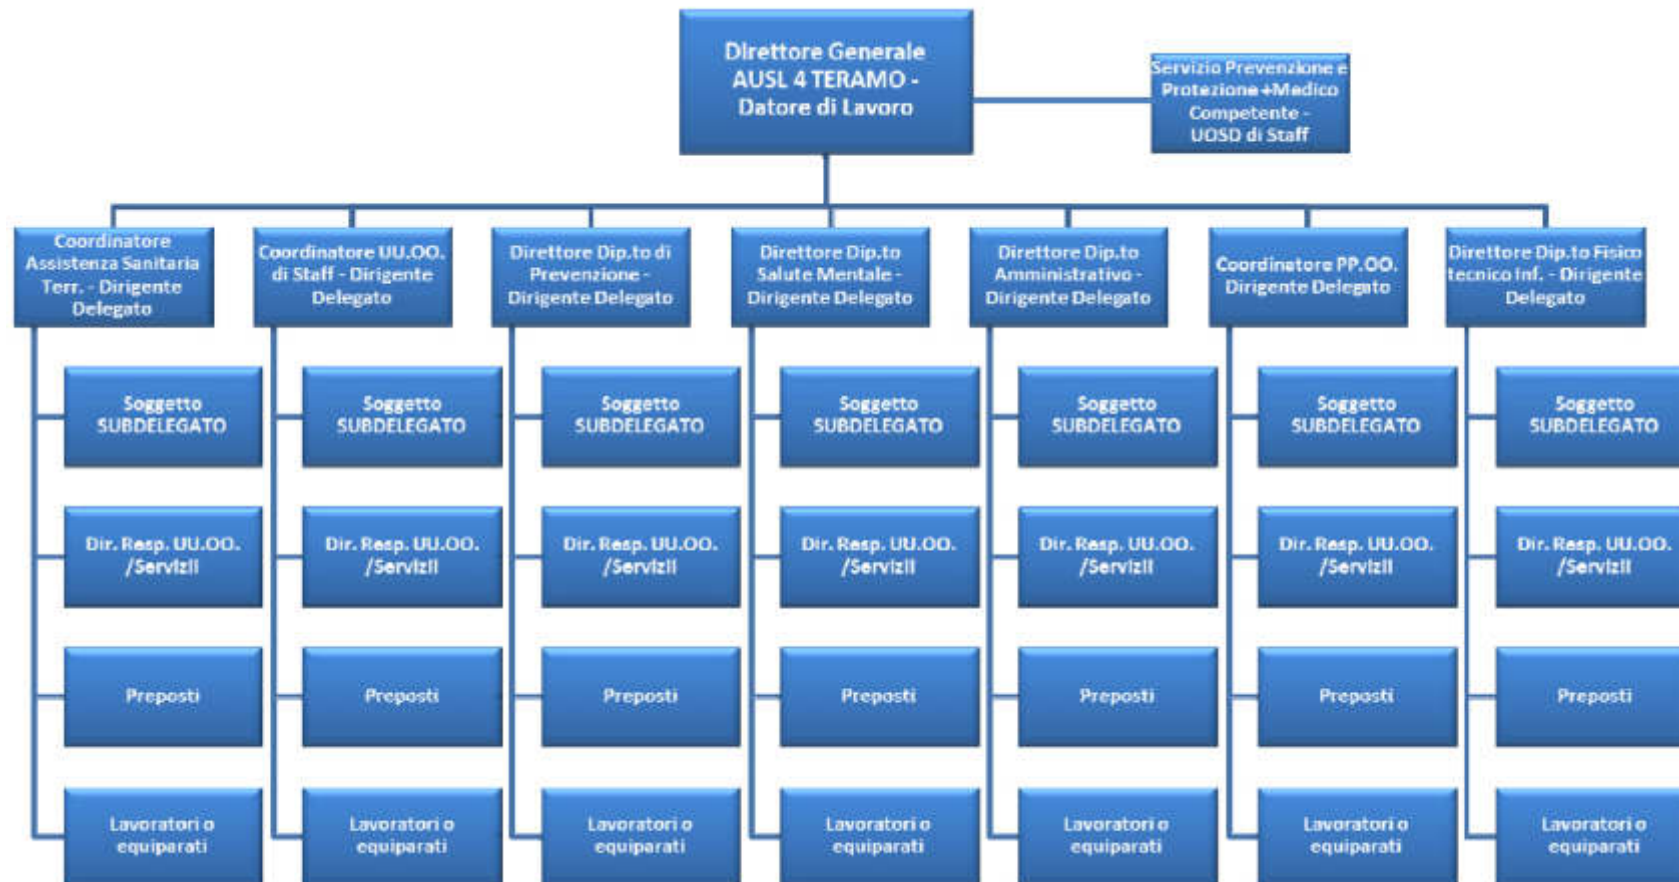 Direttore Generale
AUSL 4 TERAMO -
Datore di Lavoro
Servizio Prevenzione e
Protezione +Medico
Competente -
UOSD di Staff
Coordinatore
Assistenza Sanitaria
Terr. - Dirigente
Delegato
Coordinatore UU.OO.
di Staff - Dirigente
Delegato
Direttore Dip.to di
Prevenzione -
Dirigente Delegato
Direttore Dip.to
Salute Mentale -
Dirigente Delegato
Direttore Dip.to
Amministrativo -
Dirigente Delegato
Coordinatore PP.OO.
Dirigente Delegato
Direttore Dip.to Fisico
tecnico Inf. - Dirigente
Delegato
Soggetto
SUBDELEGATO
Soggetto
SUBDELEGATO
Soggetto
SUBDELEGATO
Soggetto
SUBDELEGATO
Soggetto
SUBDELEGATO
Soggetto
SUBDELEGATO
Soggetto
SUBDELEGATO
Dir. Resp. UU.OO.
/Servizii
Dir. Resp. UU.OO.
/Servizii
Dir. Resp. UU.OO.
/Servizii
Dir. Resp. UU.OO.
/Servizii
Dir. Resp. UU.OO.
/Servizii
Dir. Resp. UU.OO.
/Servizii
Dir. Resp. UU.OO.
/Servizii
Preposti
Preposti
Preposti
Preposti
Preposti
Preposti
Preposti
Lavoratori o
equiparati
Lavoratori o
equiparati
Lavoratori o
equiparati
Lavoratori o
equiparati
Lavoratori o
equiparati
Lavoratori o
equiparati
Lavoratori o
equiparati